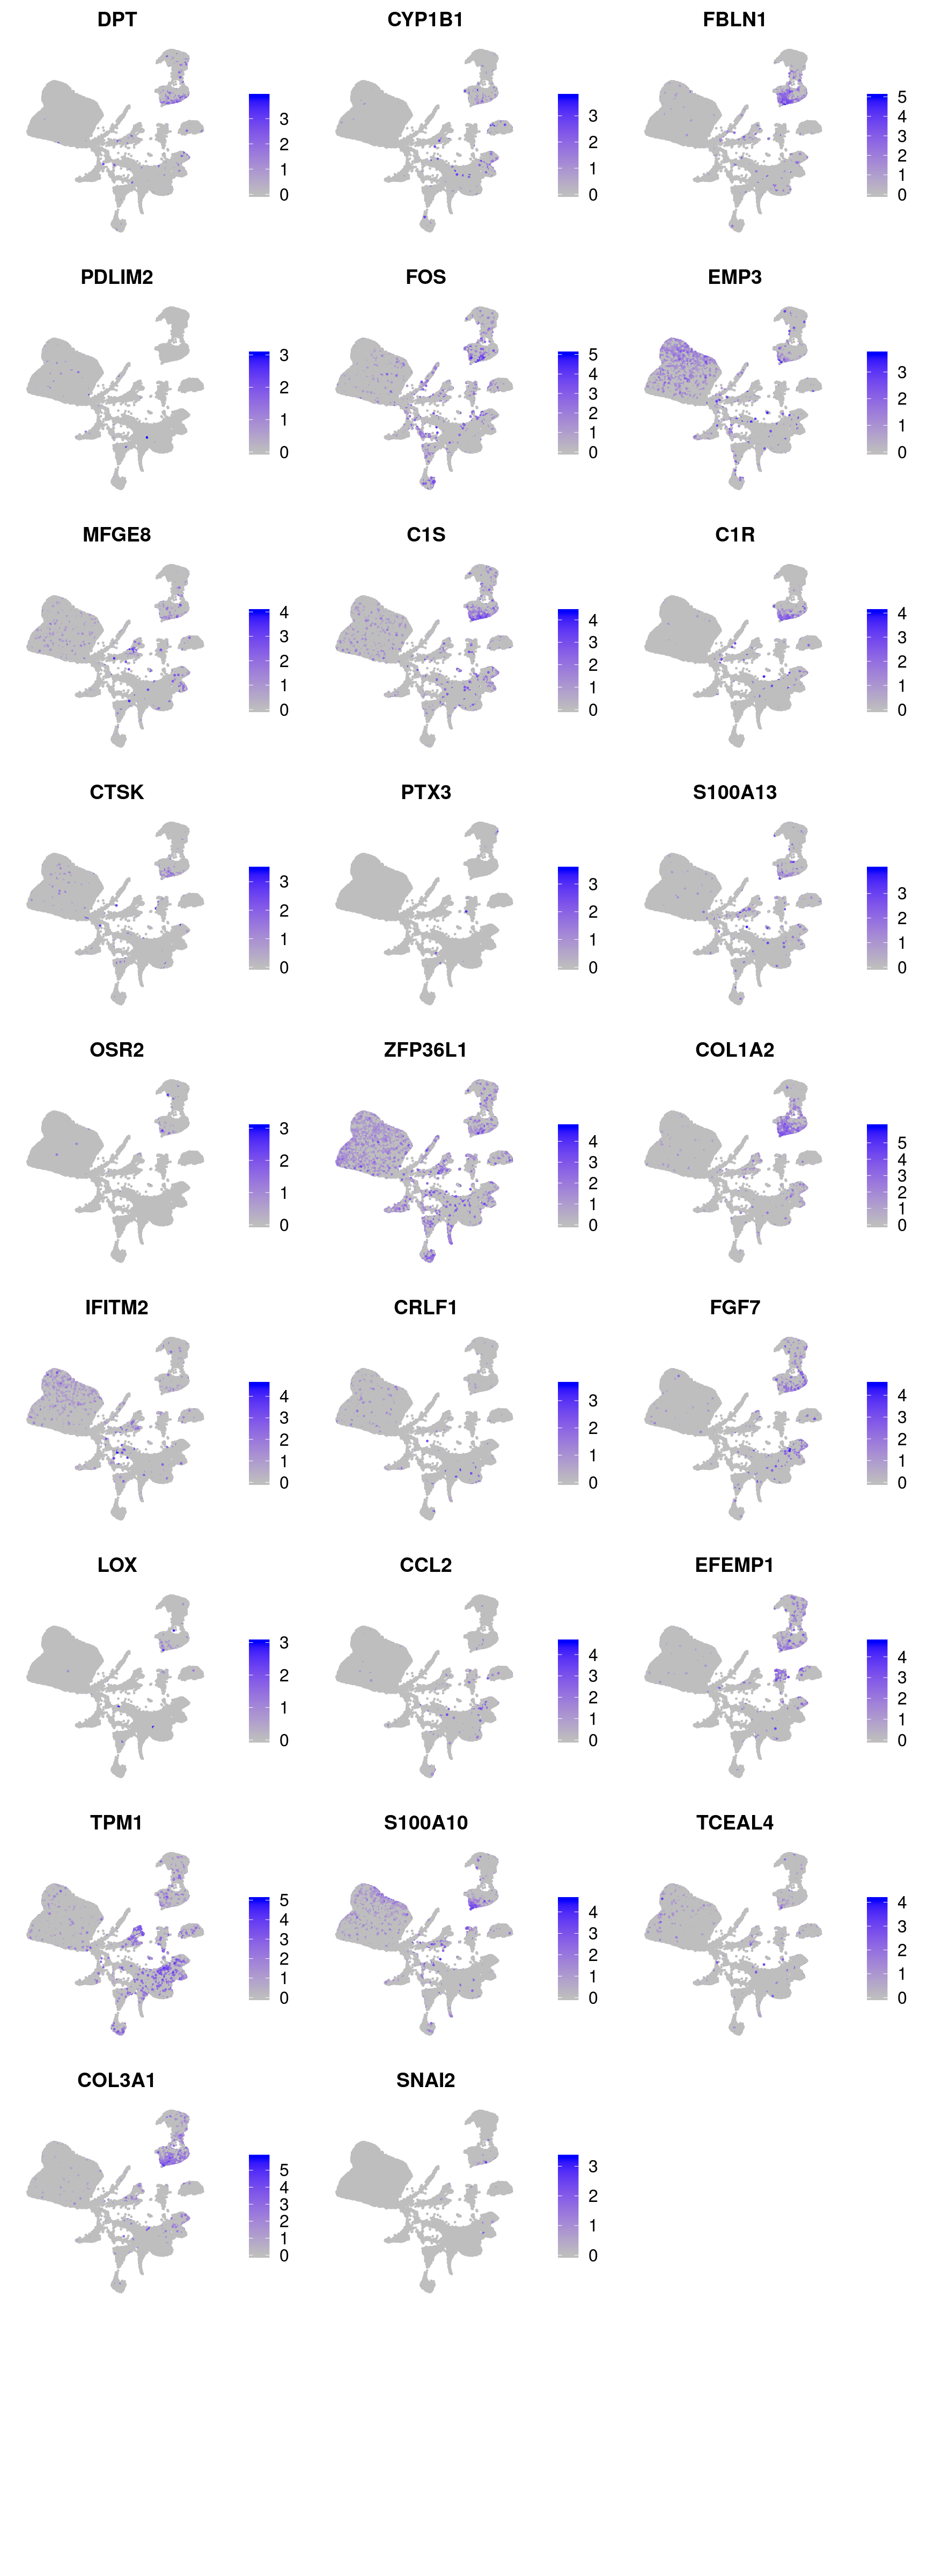 DPT CYP1B1 FBLN1
3 2 1 0
3 2 1 0
5 4 3 2 1 0
PDLIM2 FOS EMP3
3 2 1 0
5 4 3 2 1 0
3 2 1 0
MFGE8 C1S C1R
4 3 2 1 0
4 3 2 1 0
4 3 2 1 0
CTSK PTX3 S100A13
3 2 1 0
3 2 1 0
3 2 1 0
OSR2 ZFP36L1 COL1A2
3 2 1 0
4 3 2 1 0
5 4 3 2 1 0
IFITM2 CRLF1 FGF7
4 3 2 1 0
3 2 1 0
4 3 2 1 0
LOX CCL2 EFEMP1
3 2 1 0
4 3 2 1 0
4 3 2 1 0
TPM1 S100A10 TCEAL4
5 4 3 2 1 0
4 3 2 1 0
4 3 2 1 0
COL3A1 SNAI2
5 4 3 2 1 0
3 2 1 0